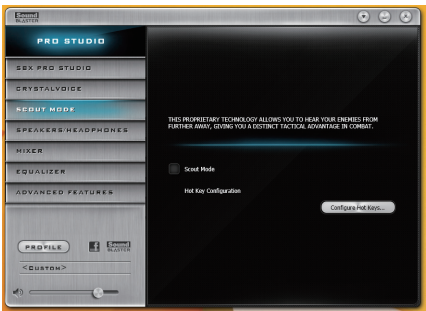 Sound
BLASTER
PRO STUDIO
SBX PRO STUDIO
CRYSTALVOICE
SCOUT MODE
SPEAKERS/HEADPHONES
MIXER
EQUALIZER
ADVANCED FEATURES
PROFILE
f
Sound
BLASTER
<CUSTOM>
THIS PROPRIETARY TECHNOLOGY ALLOWS YOU TO HEAR YOUR ENEMIES FROM
FURTHER AWAY, GIVING YOU A DISTINCT TACTICAL ADVANTAGE IN COMBAT.
Scout Mode
Hot Key Configuration
Configure Hot Keys...